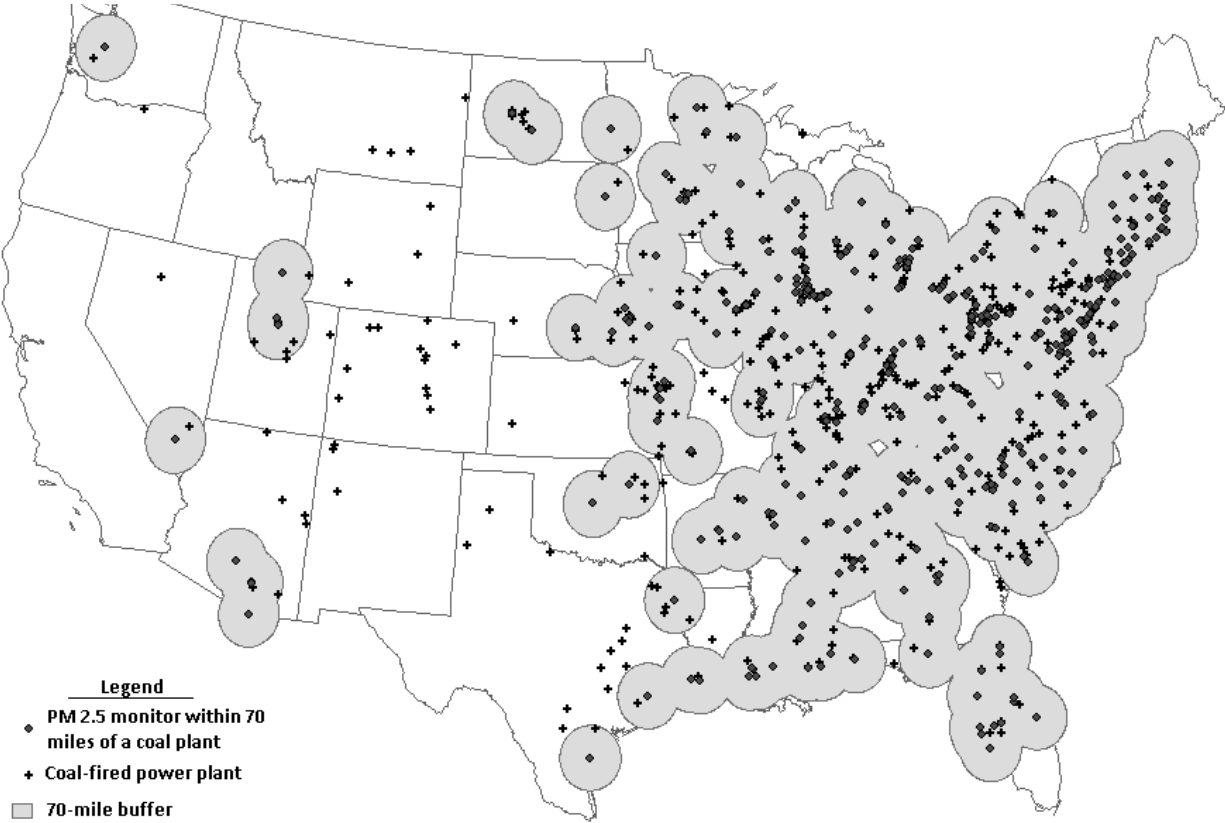 Legend
PM 2.5 monitor within 70
miles of a coal plant
Coal-fired power plant
70-mile buffer